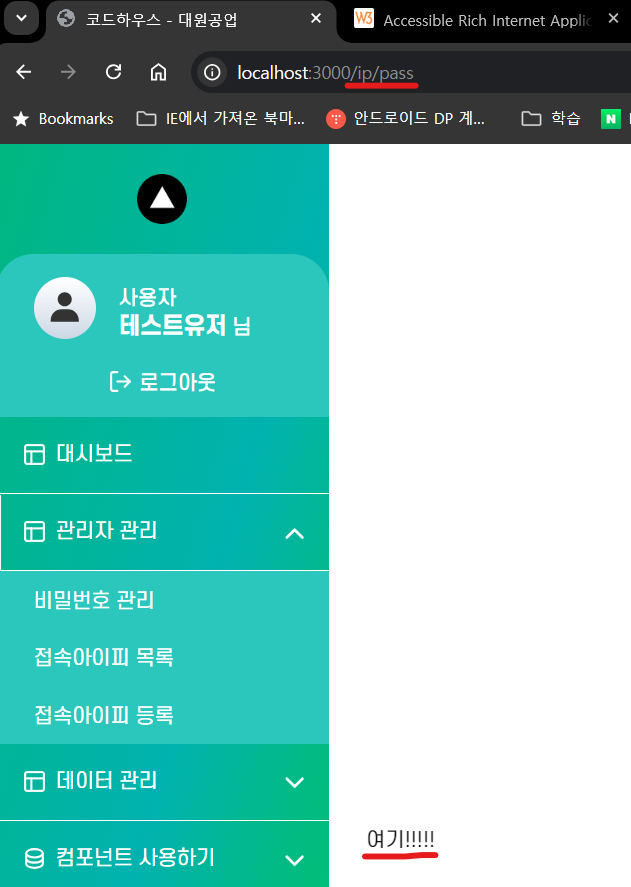 코드하우스 - 대원공업
Accessible Rich Internet Applic
localhost:3000/ip/pass
Bookmarks
IE에서 가져온 북마...
안드로이드 DP 계...
학습
사용자
테스트유저 님
로그아웃
대시보드
관리자 관리
비밀번호 관리
접속아이피 목록
접속아이피 등록
데이터 관리
여기!!!!!
컴포넌트 사용하기